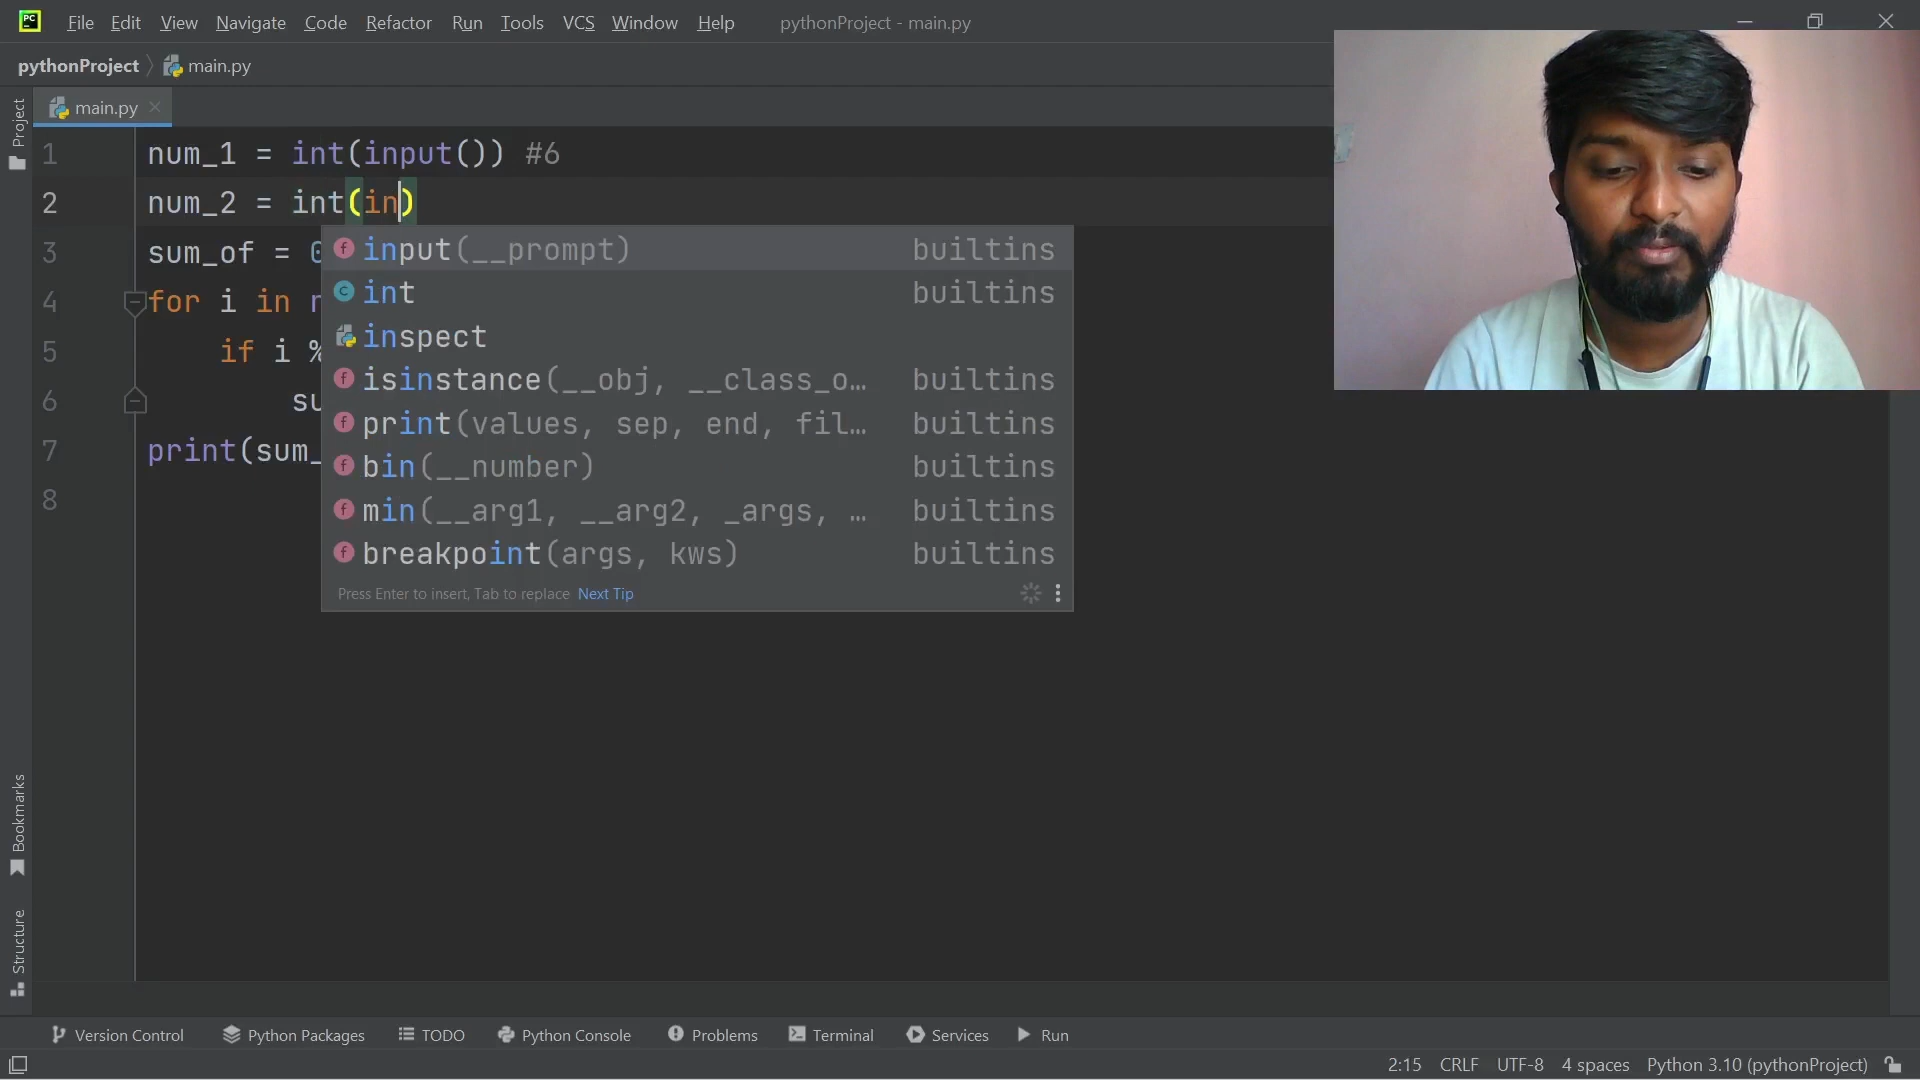 PC File Edit View Navigate Code Refactor Run Tools VCS Window Help pythonProject - main.py
pythonProject main.py
Project
main.py
1 num_1 = int(input()) #6
2 num_2 = int(in)
3 sum_of = 0
4 for i in r
5 if i %
6 su
7 print(sum_
8
input(__prompt) builtins
int builtins
inspect
isinstance(__obj, __class_o… builtins
print(values, sep, end, fil… builtins
bin(__number) builtins
min(__arg1, __arg2, _args, … builtins
breakpoint(args, kws) builtins
Press Enter to insert, Tab to replace Next Tip
Bookmarks
Structure
Version Control Python Packages TODO Python Console Problems Terminal Services Run
2:15 CRLF UTF-8 4 spaces Python 3.10 (pythonProject)